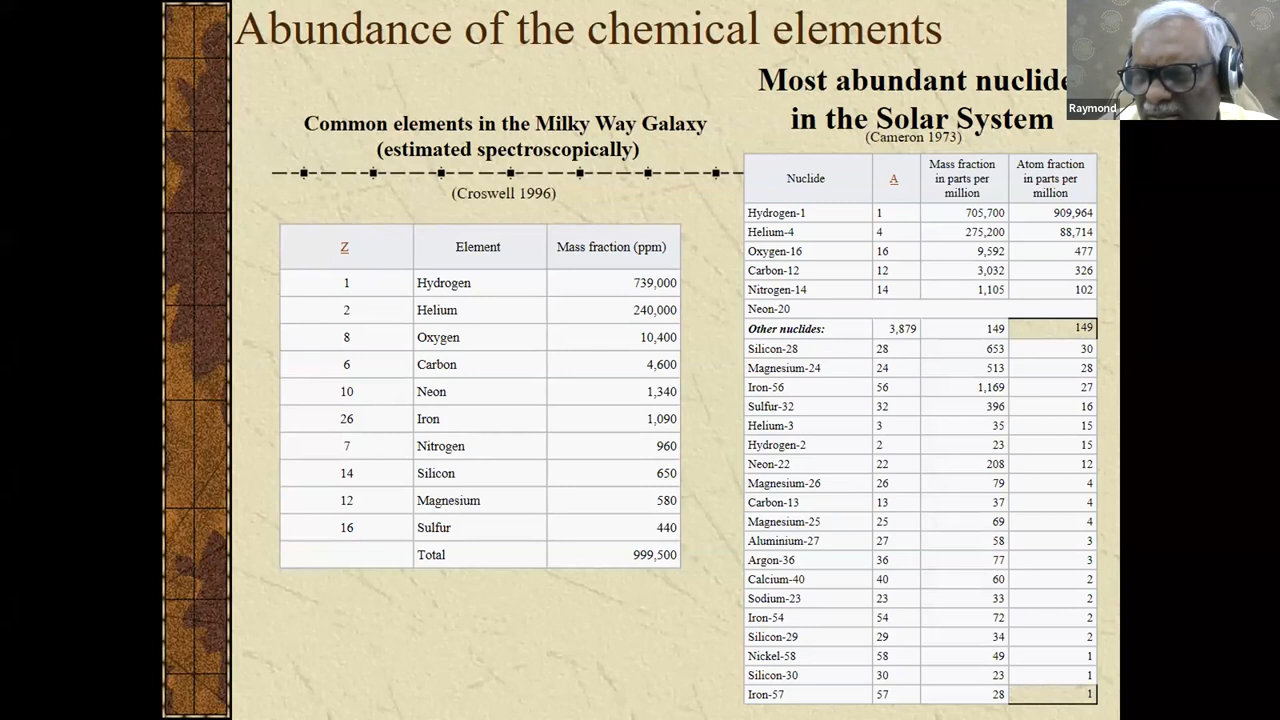 Abundance of the chemical elements
Common elements in the Milky Way Galaxy
(estimated spectroscopically)
(Croswell 1996)
Z Element Mass fraction (ppm)
1 Hydrogen 739,000
2 Helium 240,000
8 Oxygen 10,400
6 Carbon 4,600
10 Neon 1,340
26 Iron 1,090
7 Nitrogen 960
14 Silicon 650
12 Magnesium 580
16 Sulfur 440
Total 999,500
Most abundant nuclide
in the Solar System
(Cameron 1973)
Nuclide A Mass fraction in parts per million Atom fraction in parts per million
Hydrogen-1 1 705,700 909,964
Helium-4 4 275,200 88,714
Oxygen-16 16 9,592 477
Carbon-12 12 3,032 326
Nitrogen-14 14 1,105 102
Neon-20
Other nuclides: 3,879 149 149
Silicon-28 28 653 30
Magnesium-24 24 513 28
Iron-56 56 1,169 27
Sulfur-32 32 396 16
Helium-3 3 35 15
Hydrogen-2 2 23 15
Neon-22 22 208 12
Magnesium-26 26 79 4
Carbon-13 13 37 4
Magnesium-25 25 69 4
Aluminium-27 27 58 3
Argon-36 36 77 3
Calcium-40 40 60 2
Sodium-23 23 33 2
Iron-54 54 72 2
Silicon-29 29 34 2
Nickel-58 58 49 1
Silicon-30 30 23 1
Iron-57 57 28 1
Raymond